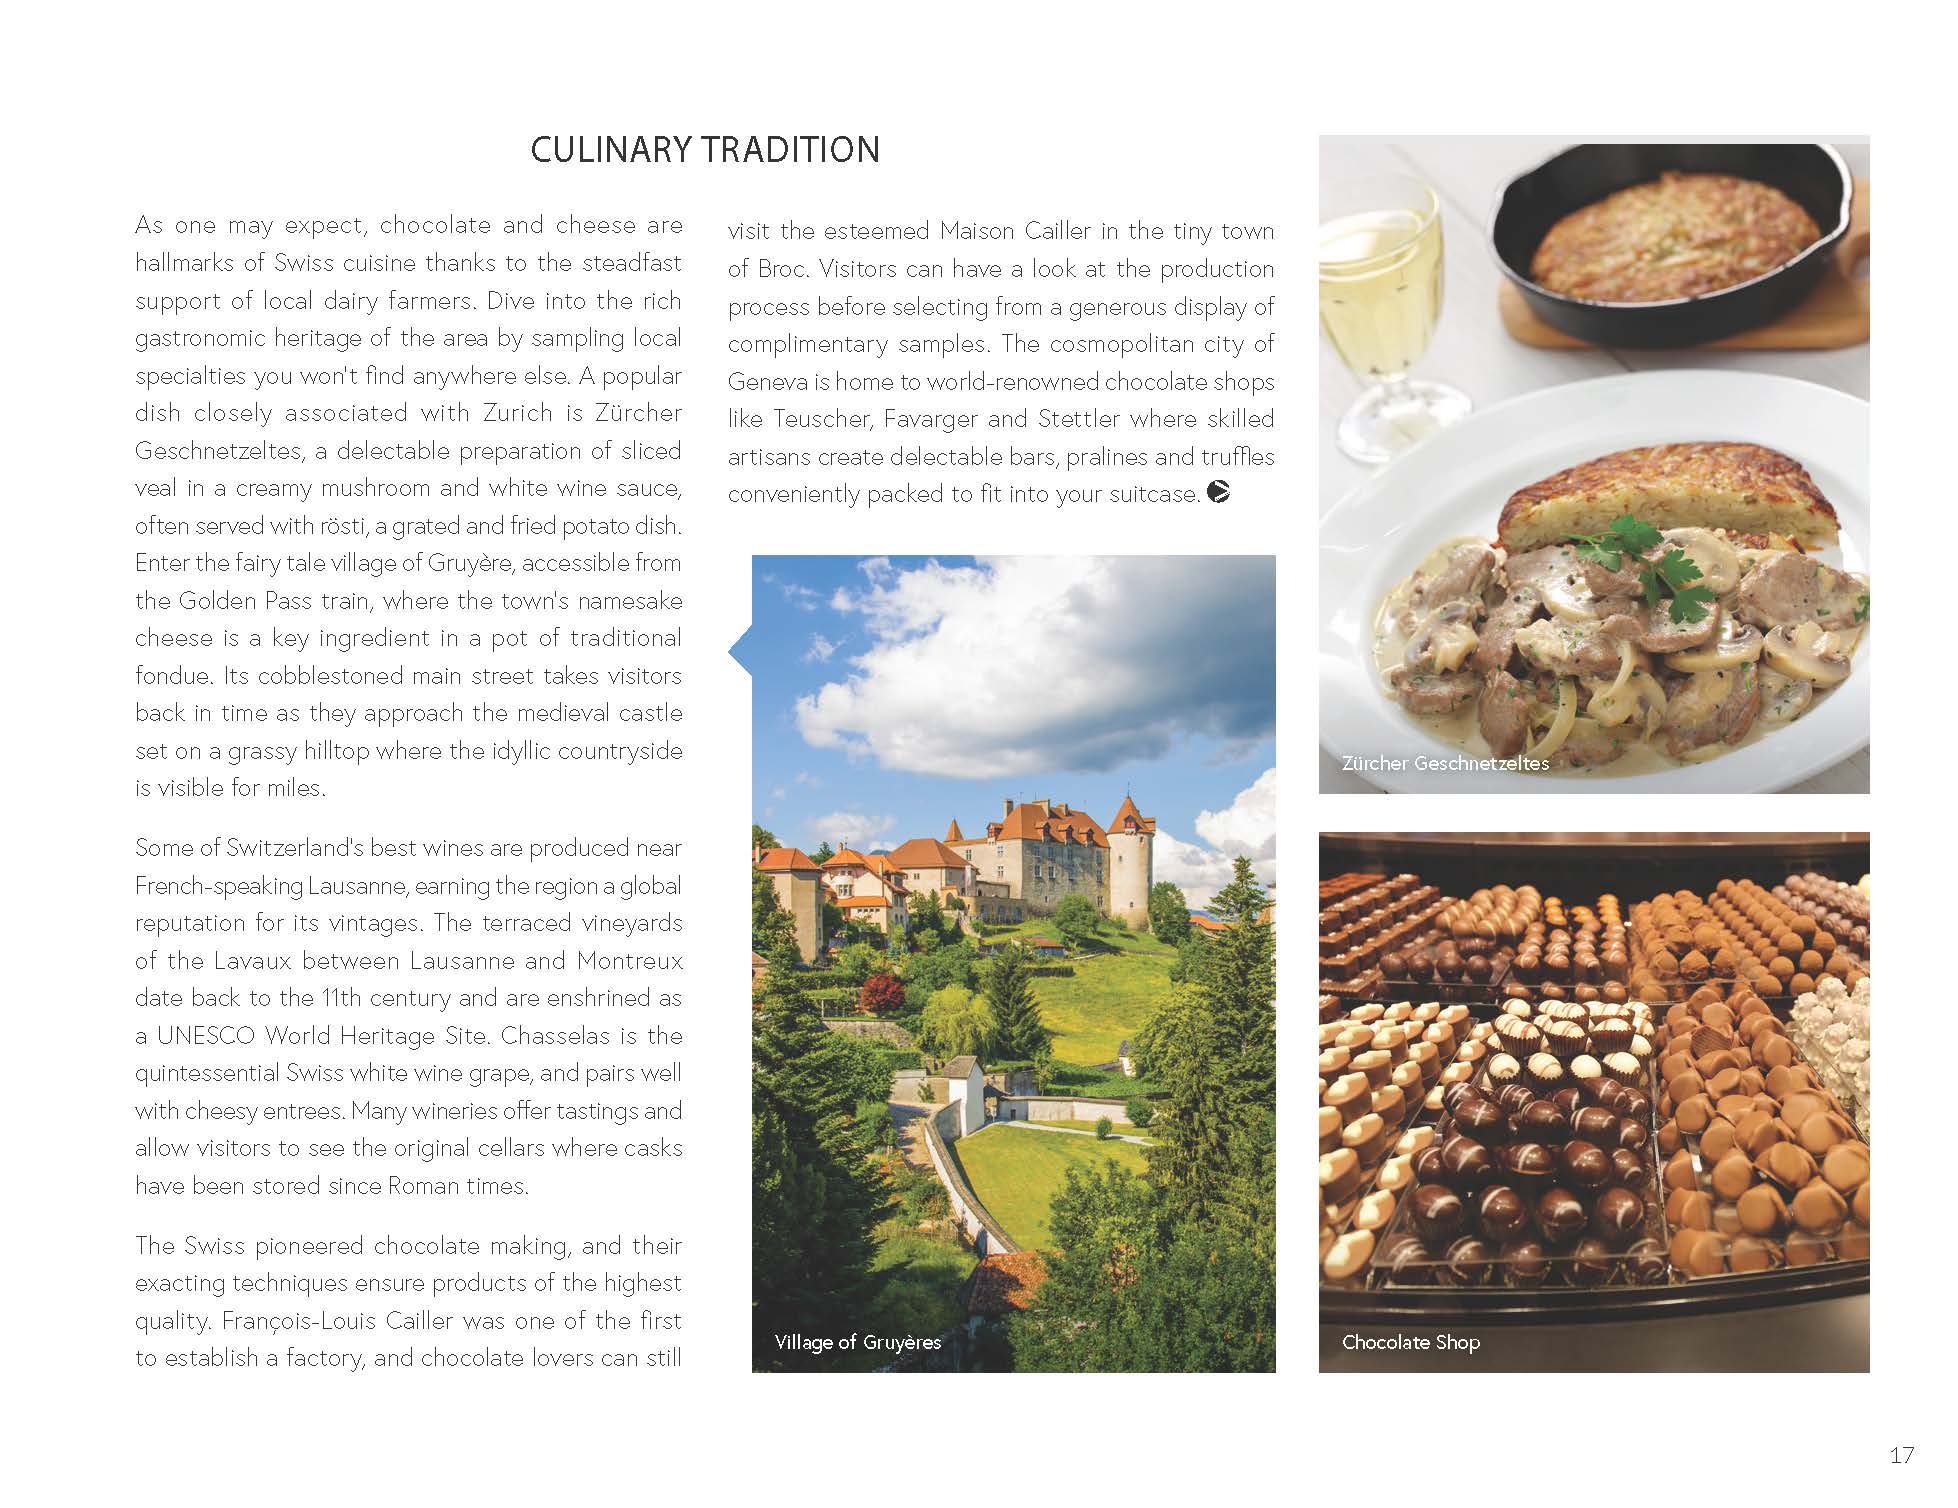 CULINARY TRADITION
As one may expect, chocolate and cheese are
hallmarks of Swiss cuisine thanks to the steadfast
support of local dairy farmers. Dive into the rich
gastronomic heritage of the area by sampling local
specialties you won't find anywhere else. A popular
dish closely associated with Zurich is Zürcher
Geschnetzeltes, a delectable preparation of sliced
veal in a creamy mushroom and white wine sauce,
often served with rösti, a grated and fried potato dish.
Enter the fairy tale village of Gruyère, accessible from
the Golden Pass train, where the town's namesake
cheese is a key ingredient in a pot of traditional
fondue. Its cobblestoned main street takes visitors
back in time as they approach the medieval castle
set on a grassy hilltop where the idyllic countryside
is visible for miles.
Some of Switzerland's best wines are produced near
French-speaking Lausanne, earning the region a global
reputation for its vintages. The terraced vineyards
of the Lavaux between Lausanne and Montreux
date back to the 11th century and are enshrined as
a UNESCO World Heritage Site. Chasselas is the
quintessential Swiss white wine grape, and pairs well
with cheesy entrees. Many wineries offer tastings and
allow visitors to see the original cellars where casks
have been stored since Roman times.
The Swiss pioneered chocolate making, and their
exacting techniques ensure products of the highest
quality. François-Louis Cailler was one of the first
to establish a factory, and chocolate lovers can still
visit the esteemed Maison Cailler in the tiny town
of Broc. Visitors can have a look at the production
process before selecting from a generous display of
complimentary samples. The cosmopolitan city of
Geneva is home to world-renowned chocolate shops
like Teuscher, Favarger and Stettler where skilled
artisans create delectable bars, pralines and truffles
conveniently packed to fit into your suitcase.
Village of Gruyères
Zürcher Geschnetzeltes
Chocolate Shop
17